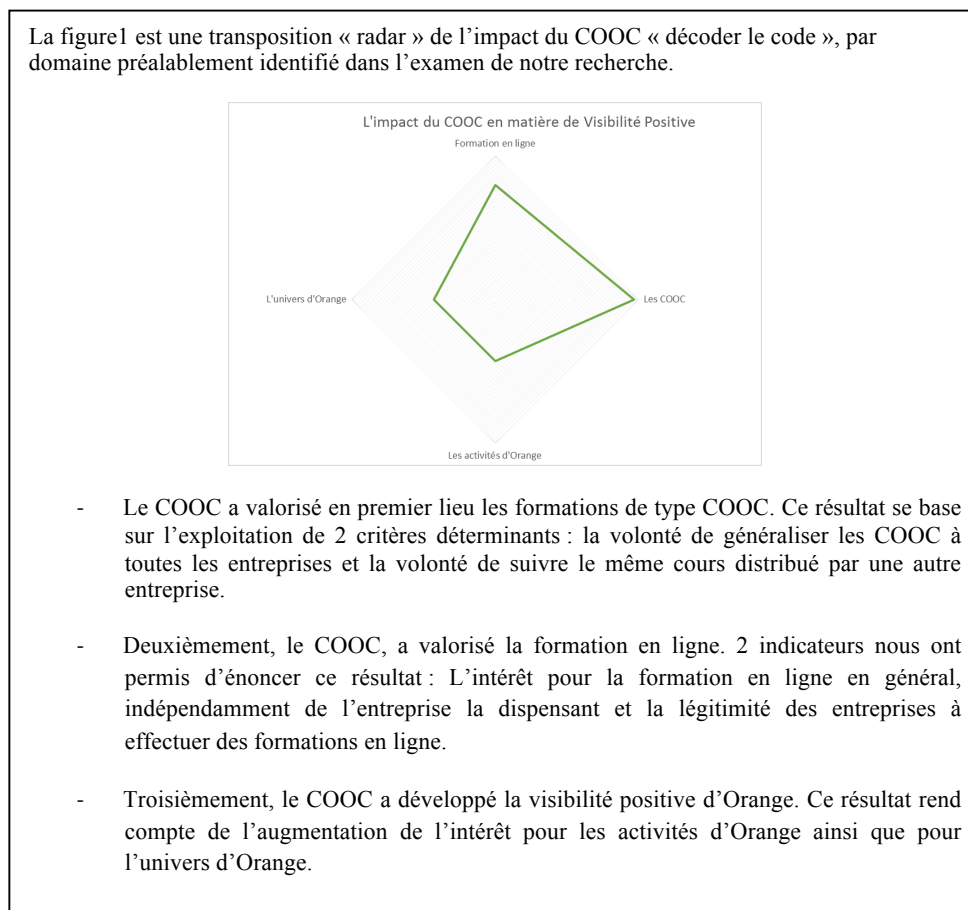 La figure1 est une transposition « radar » de l’impact du COOC « décoder le code », par
domaine préalablement identifié dans l’examen de notre recherche.
L'impact du COOC en matière de Visibilité Positive
Formation en ligne
L'univers d'Orange
Les COOC
Les activités d'Orange
- Le COOC a valorisé en premier lieu les formations de type COOC. Ce résultat se base
sur l’exploitation de 2 critères déterminants : la volonté de généraliser les COOC à
toutes les entreprises et la volonté de suivre le même cours distribué par une autre
entreprise.
- Deuxièmement, le COOC, a valorisé la formation en ligne. 2 indicateurs nous ont
permis d’énoncer ce résultat : L’intérêt pour la formation en ligne en général,
indépendamment de l’entreprise la dispensant et la légitimité des entreprises à
effectuer des formations en ligne.
- Troisièmement, le COOC a développé la visibilité positive d’Orange. Ce résultat rend
compte de l’augmentation de l’intérêt pour les activités d’Orange ainsi que pour
l’univers d’Orange.